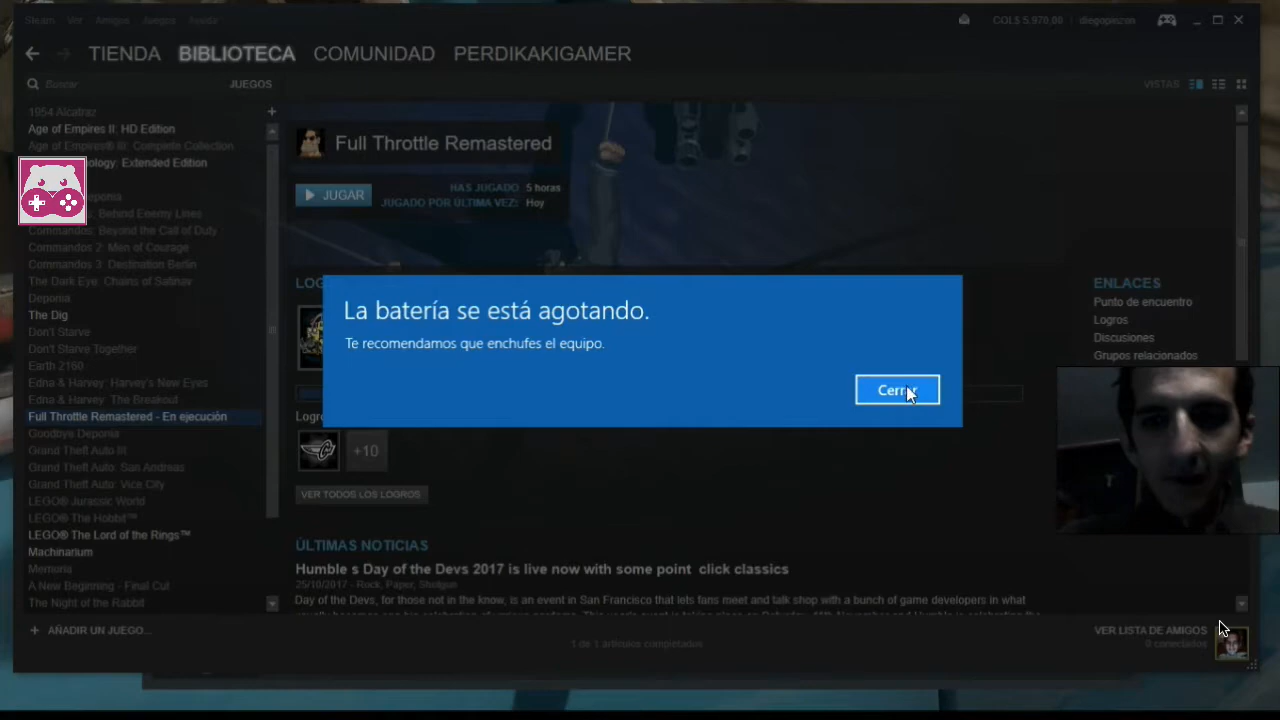 Steam Ver Amigos Juegos Ayuda
COL$ 5.970,00 diegopinzon
TIENDA BIBLIOTECA COMUNIDAD PERDIKAKIGAMER
Buscar JUEGOS VISTAS
1954 Alcatraz
Age of Empires II: HD Edition
Age of Empires® III: Complete Collection
ology: Extended Edition
eponia
Behind Enemy Lines
Commandos: Beyond the Call of Duty
Commandos 2: Men of Courage
Commandos 3: Destination Berlin
The Dark Eye: Chains of Satinav
Deponia
The Dig
Don't Starve
Don't Starve Together
Earth 2160
Edna & Harvey: Harvey's New Eyes
Edna & Harvey: The Breakout
Full Throttle Remastered - En ejecución
Goodbye Deponia
Grand Theft Auto III
Grand Theft Auto: San Andreas
Grand Theft Auto: Vice City
LEGO® Jurassic World
LEGO® The Hobbit™
LEGO® The Lord of the Rings™
Machinarium
Memoria
A New Beginning - Final Cut
The Night of the Rabbit
+ AÑADIR UN JUEGO...
Full Throttle Remastered
JUGAR
HAS JUGADO 5 horas
JUGADO POR ÚLTIMA VEZ: Hoy
LOG
La batería se está agotando.
Te recomendamos que enchufes el equipo.
Cerrar
Logro
+10
VER TODOS LOS LOGROS
ENLACES
Punto de encuentro
Logros
Discusiones
Grupos relacionados
ÚLTIMAS NOTICIAS
Humble s Day of the Devs 2017 is live now with some point click classics
25/10/2017 - Rock, Paper, Shotgun
Day of the Devs, for those not in the know, is an event in San Francisco that lets fans meet and talk shop with a bunch of game developers in what
1 de 1 artículos completados
VER LISTA DE AMIGOS
0 conectados